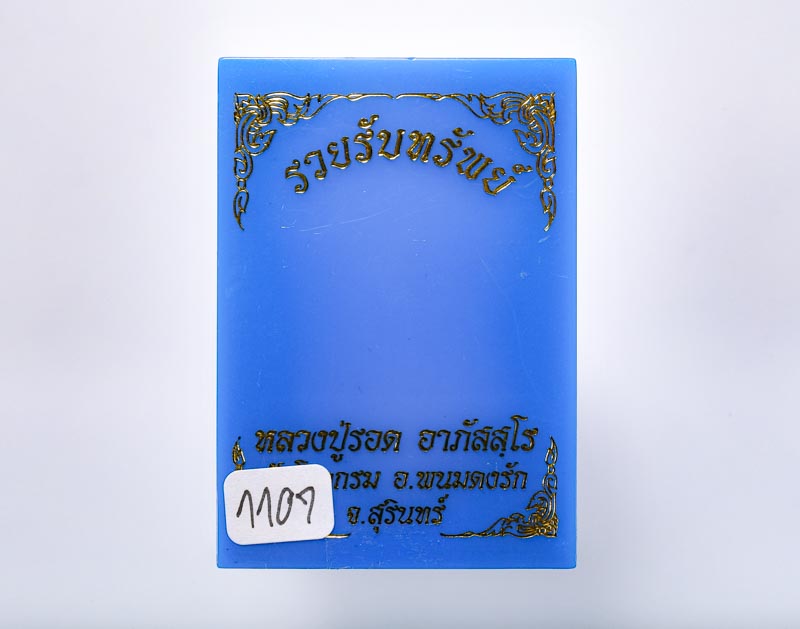 รวยรับทรัพย์
หลวงปู่รอด อาภัสสฺโร
อ.พนมดงรัก
จ.สุรินทร์